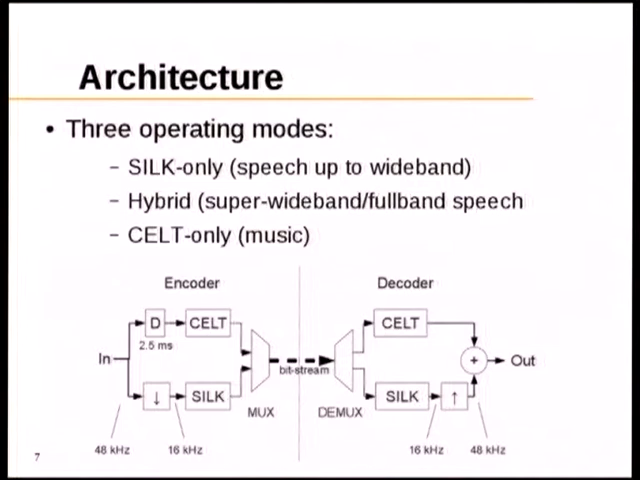 Architecture
• Three operating modes:
– SILK-only (speech up to wideband)
– Hybrid (super-wideband/fullband speech
– CELT-only (music)
Encoder
Decoder
D
CELT
CELT
2.5 ms
In
bit-stream
+
Out
↓
SILK
MUX
DEMUX
SILK
↑
48 kHz
16 kHz
16 kHz
48 kHz
7